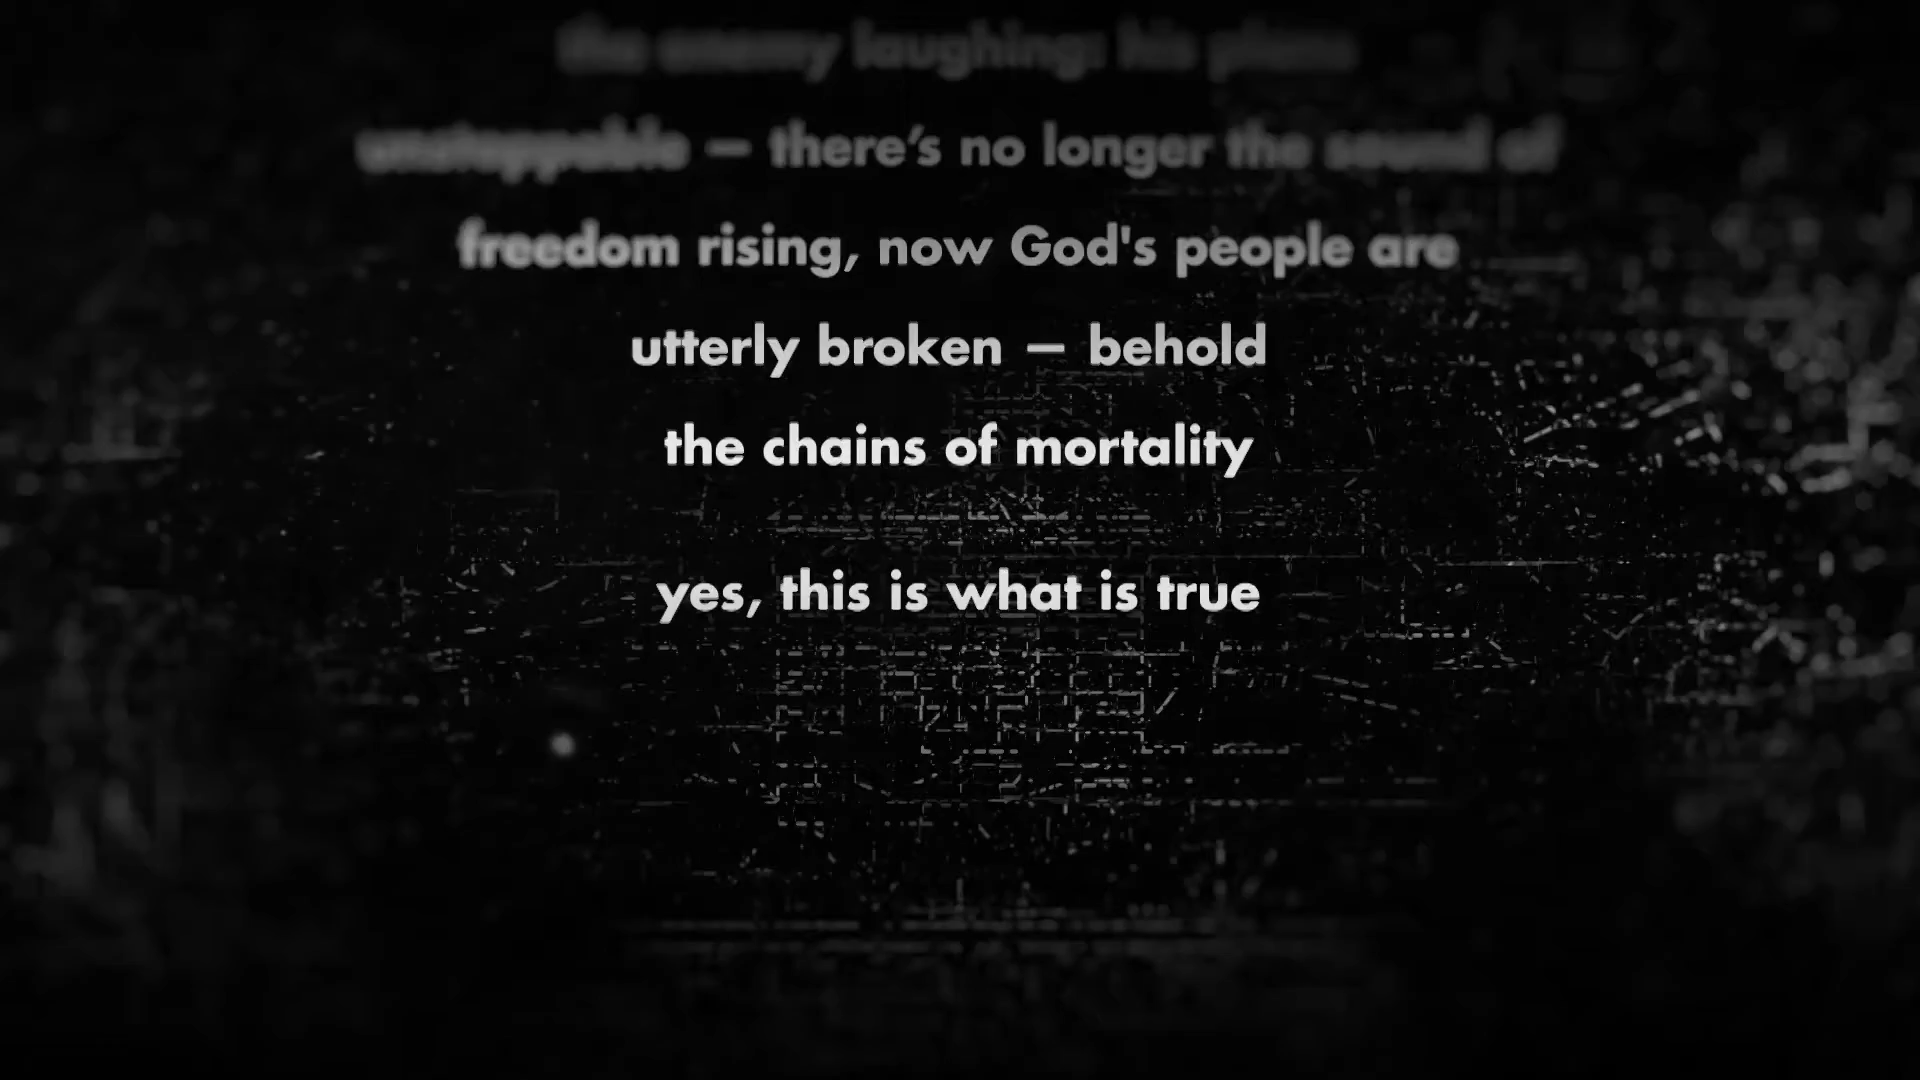 the enemy laughing: his plans
unstoppable — there’s no longer the sound of
freedom rising, now God's people are
utterly broken — behold
the chains of mortality
yes, this is what is true